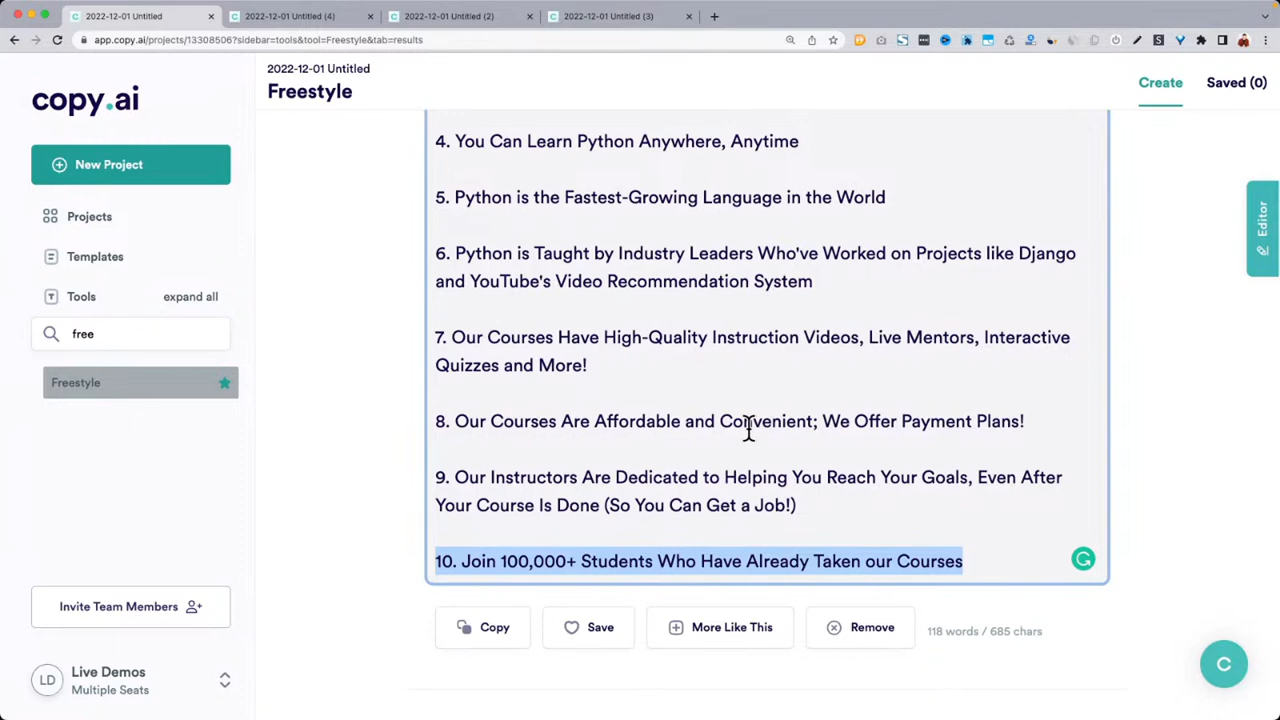 2022-12-01 Untitled
2022-12-01 Untitled (4)
2022-12-01 Untitled (2)
2022-12-01 Untitled (3)
app.copy.ai/projects/13308506?sidebar=tools&tool=Freestyle&tab=results
copy.ai
New Project
Projects
Templates
Tools
expand all
free
Freestyle
Invite Team Members
LD
Live Demos
Multiple Seats
2022-12-01 Untitled
Freestyle
Create
Saved (0)
4. You Can Learn Python Anywhere, Anytime
5. Python is the Fastest-Growing Language in the World
6. Python is Taught by Industry Leaders Who've Worked on Projects like Django
and YouTube's Video Recommendation System
7. Our Courses Have High-Quality Instruction Videos, Live Mentors, Interactive
Quizzes and More!
8. Our Courses Are Affordable and Convenient; We Offer Payment Plans!
9. Our Instructors Are Dedicated to Helping You Reach Your Goals, Even After
Your Course Is Done (So You Can Get a Job!)
10. Join 100,000+ Students Who Have Already Taken our Courses
Copy
Save
More Like This
Remove
118 words / 685 chars
Editor
C